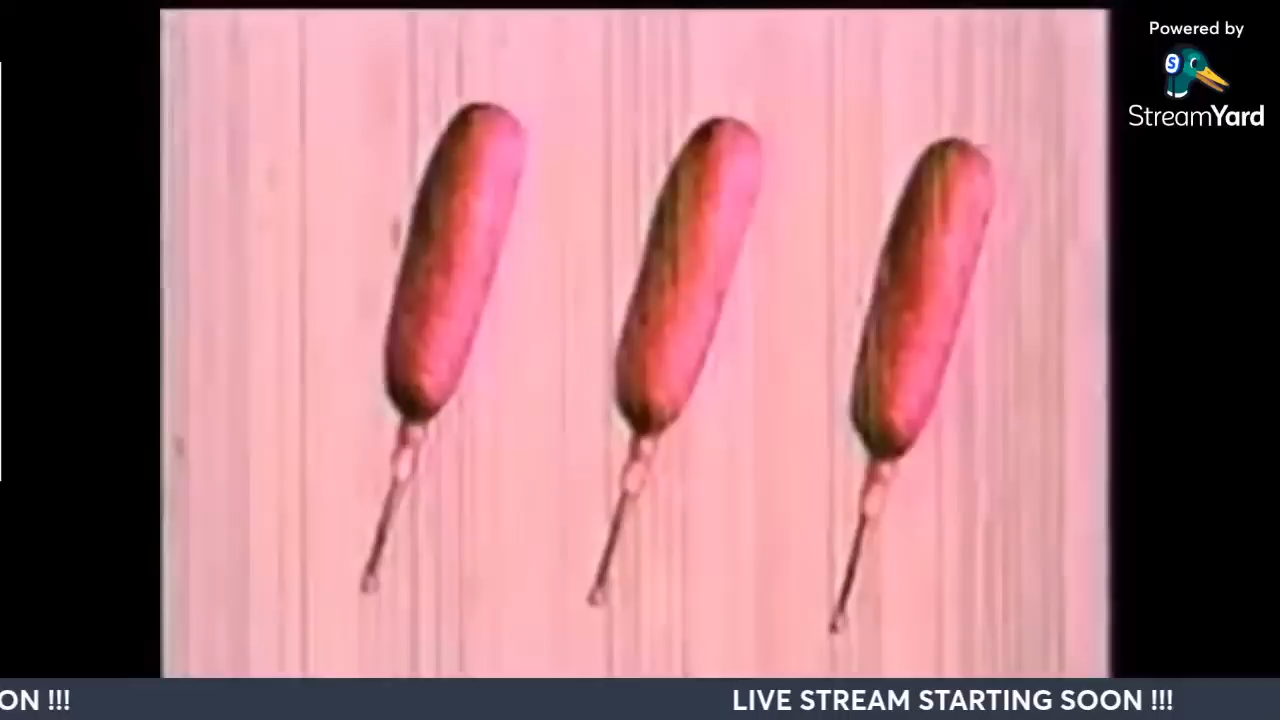 Powered by
S
StreamYard
ON !!!
LIVE STREAM STARTING SOON !!!